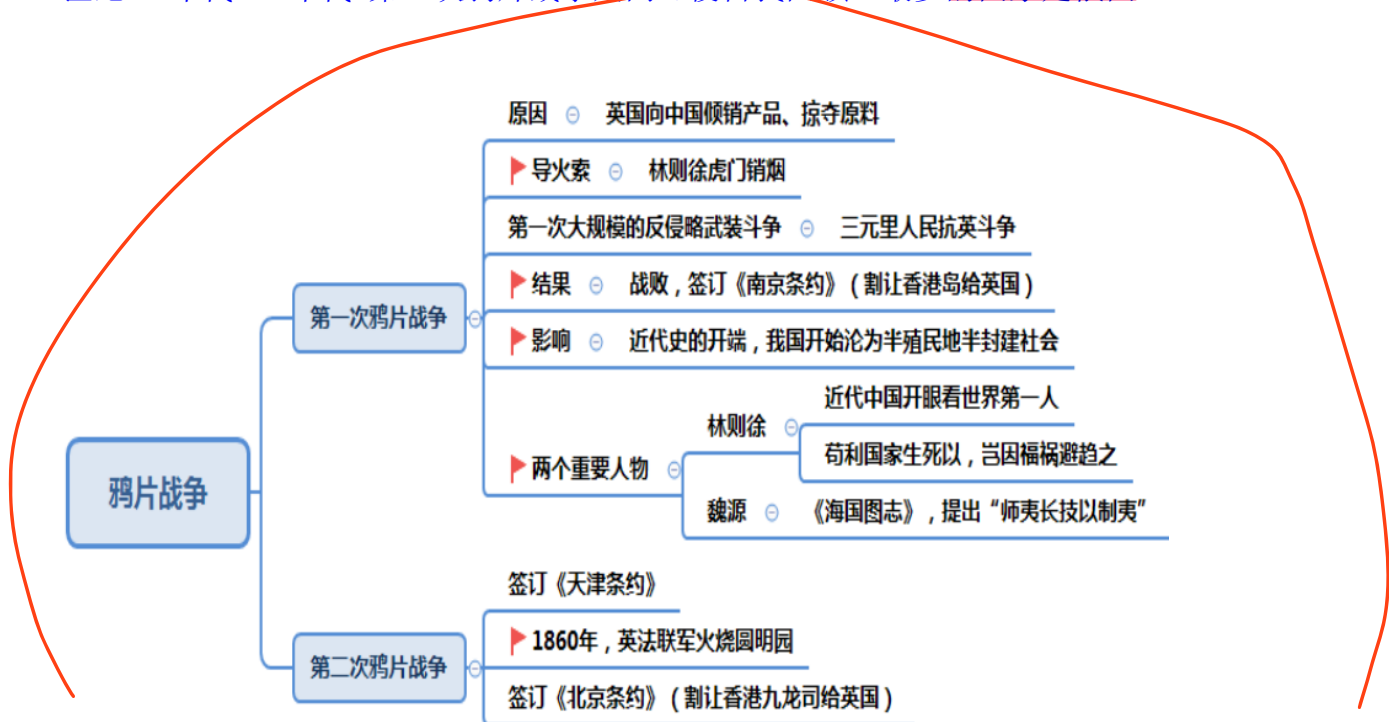 原因 英国向中国倾销产品、掠夺原料
导火索 林则徐虎门销烟
第一次大规模的反侵略武装斗争 三元里人民抗英斗争
结果 战败，签订《南京条约》（割让香港岛给英国）
第一次鸦片战争
影响 近代史的开端，我国开始沦为半殖民地半封建社会
近代中国开眼看世界第一人
林则徐
苟利国家生死以，岂因福祸避趋之
两个重要人物
魏源 《海国图志》，提出“师夷长技以制夷”
鸦片战争
签订《天津条约》
1860年，英法联军火烧圆明园
第二次鸦片战争
签订《北京条约》（割让香港九龙司给英国）